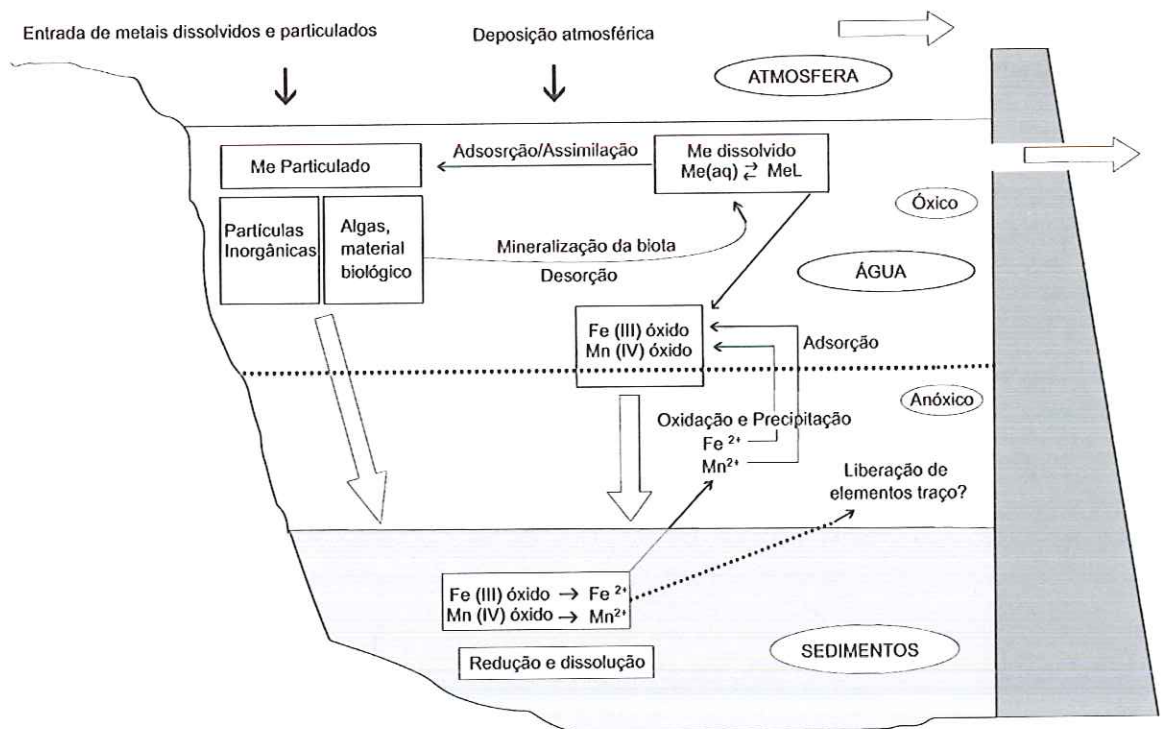 Entrada de metais dissolvidos e particulados
Deposição atmosférica
ATMOSFERA
Me Particulado
Adsosrção/Assimilação
Me dissolvido
Me(aq) ⇄ MeL
Óxico
Partículas
Inorgânicas
Algas,
material
biológico
Mineralização da biota
Desorção
ÁGUA
Fe (III) óxido
Mn (IV) óxido
Adsorção
Anóxico
Oxidação e Precipitação
Fe 2+
Mn2+
Liberação de
elementos traço?
Fe (III) óxido → Fe 2+
Mn (IV) óxido → Mn2+
Redução e dissolução
SEDIMENTOS